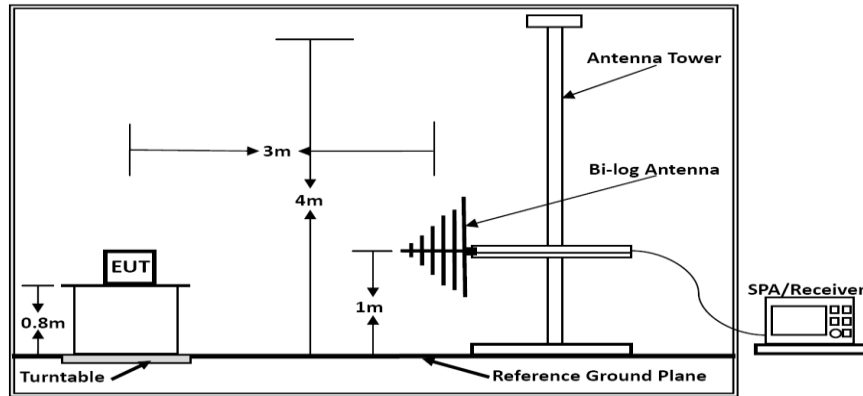 Antenna Tower
3m
Bi-log Antenna
4m
EUT
SPA/Receiver
0.8m
1m
Turntable
Reference Ground Plane